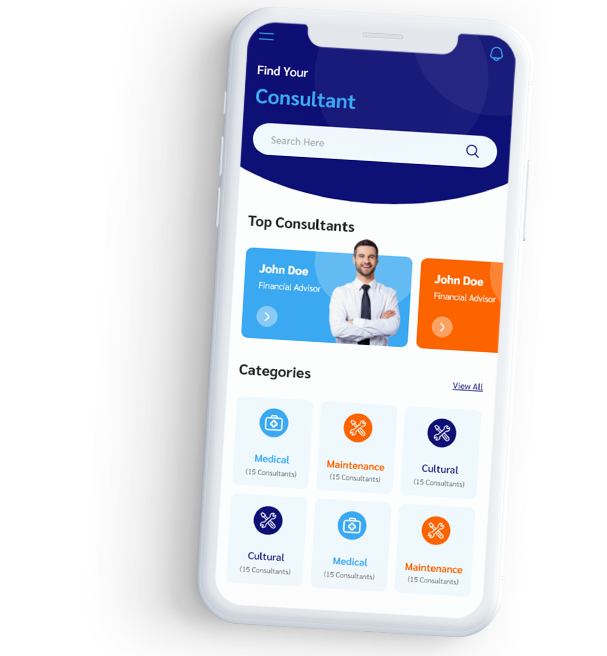 Find Your
Consultant
Search Here
Top Consultants
John Doe
Financial Advisor
John Doe
Financial Advisor
Categories
View All
Medical
(15 Consultants)
Maintenance
(15 Consultants)
Cultural
(15 Consultants)
Cultural
(15 Consultants)
Medical
(15 Consultants)
Maintenance
(15 Consultants)